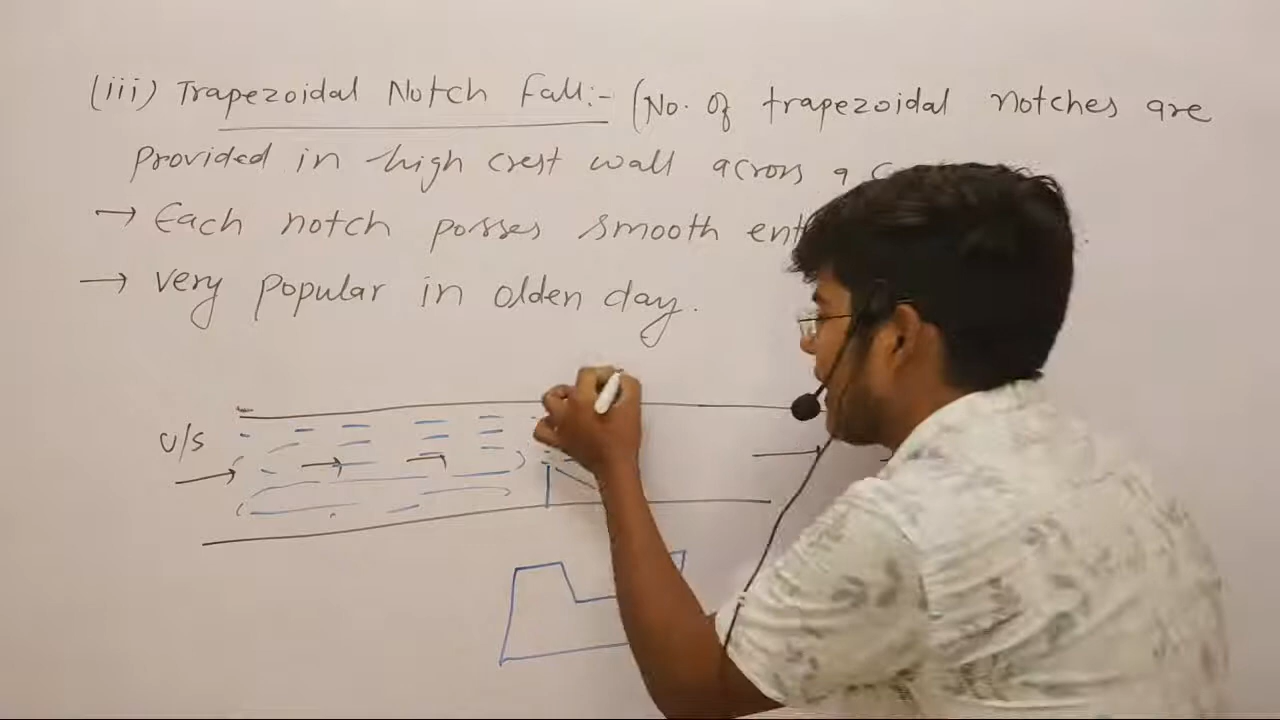 (iii) Trapezoidal Notch Fall:- (No. of trapezoidal notches are
provided in high crest wall across a
→ Each notch posses smooth
→ very popular in olden day.
U/S